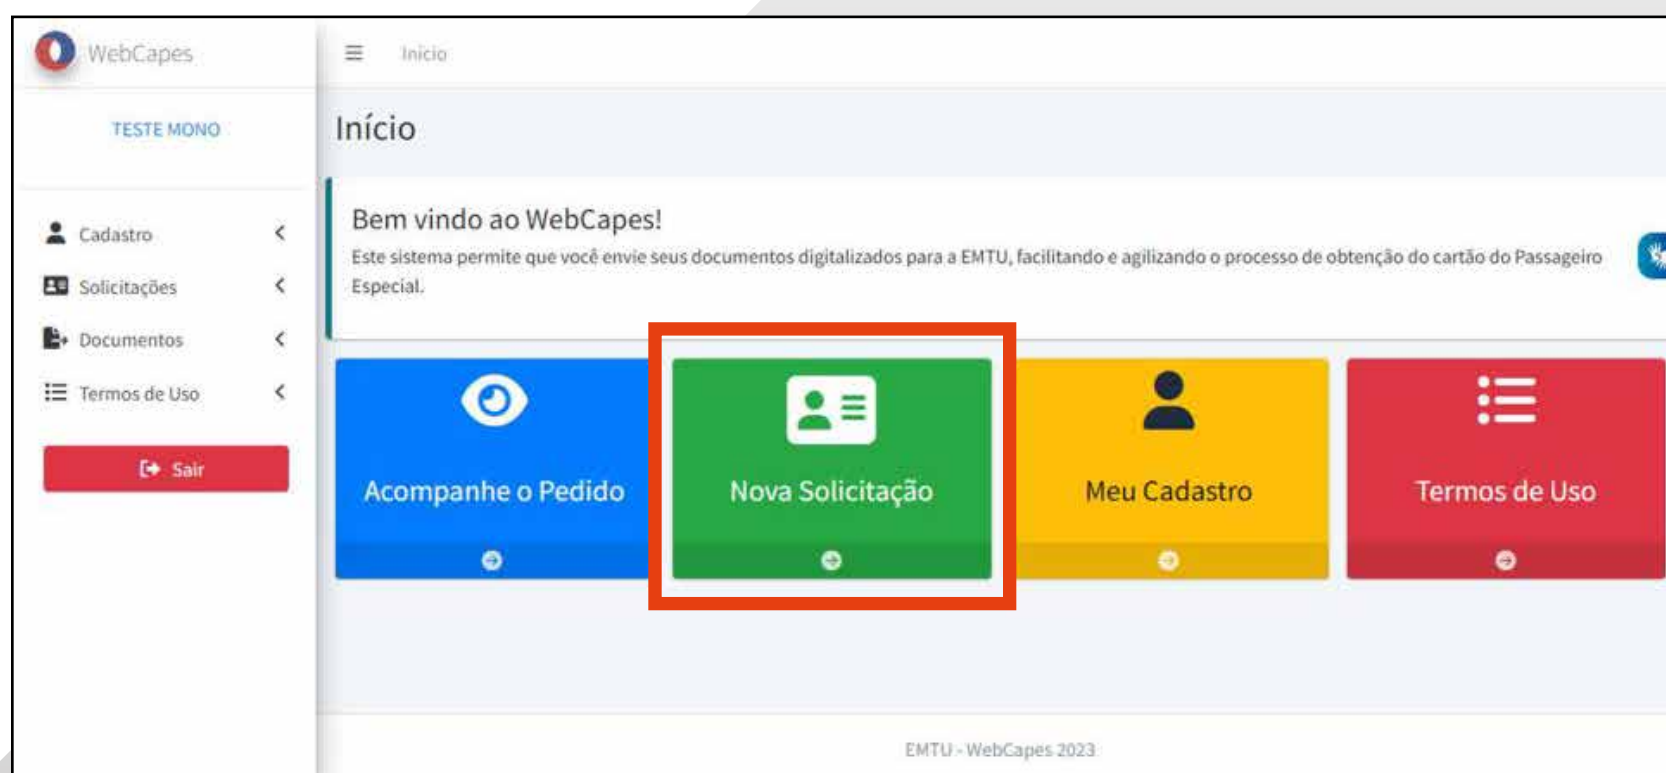 WebCapes
Início
TESTE MONO
Início
Cadastro
Solicitações
Documentos
Termos de Uso
Sair
Bem vindo ao WebCapes!
Este sistema permite que você envie seus documentos digitalizados para a EMTU, facilitando e agilizando o processo de obtenção do cartão do Passageiro
Especial.
Acompanhe o Pedido
Nova Solicitação
Meu Cadastro
Termos de Uso
EMTU - WebCapes 2023